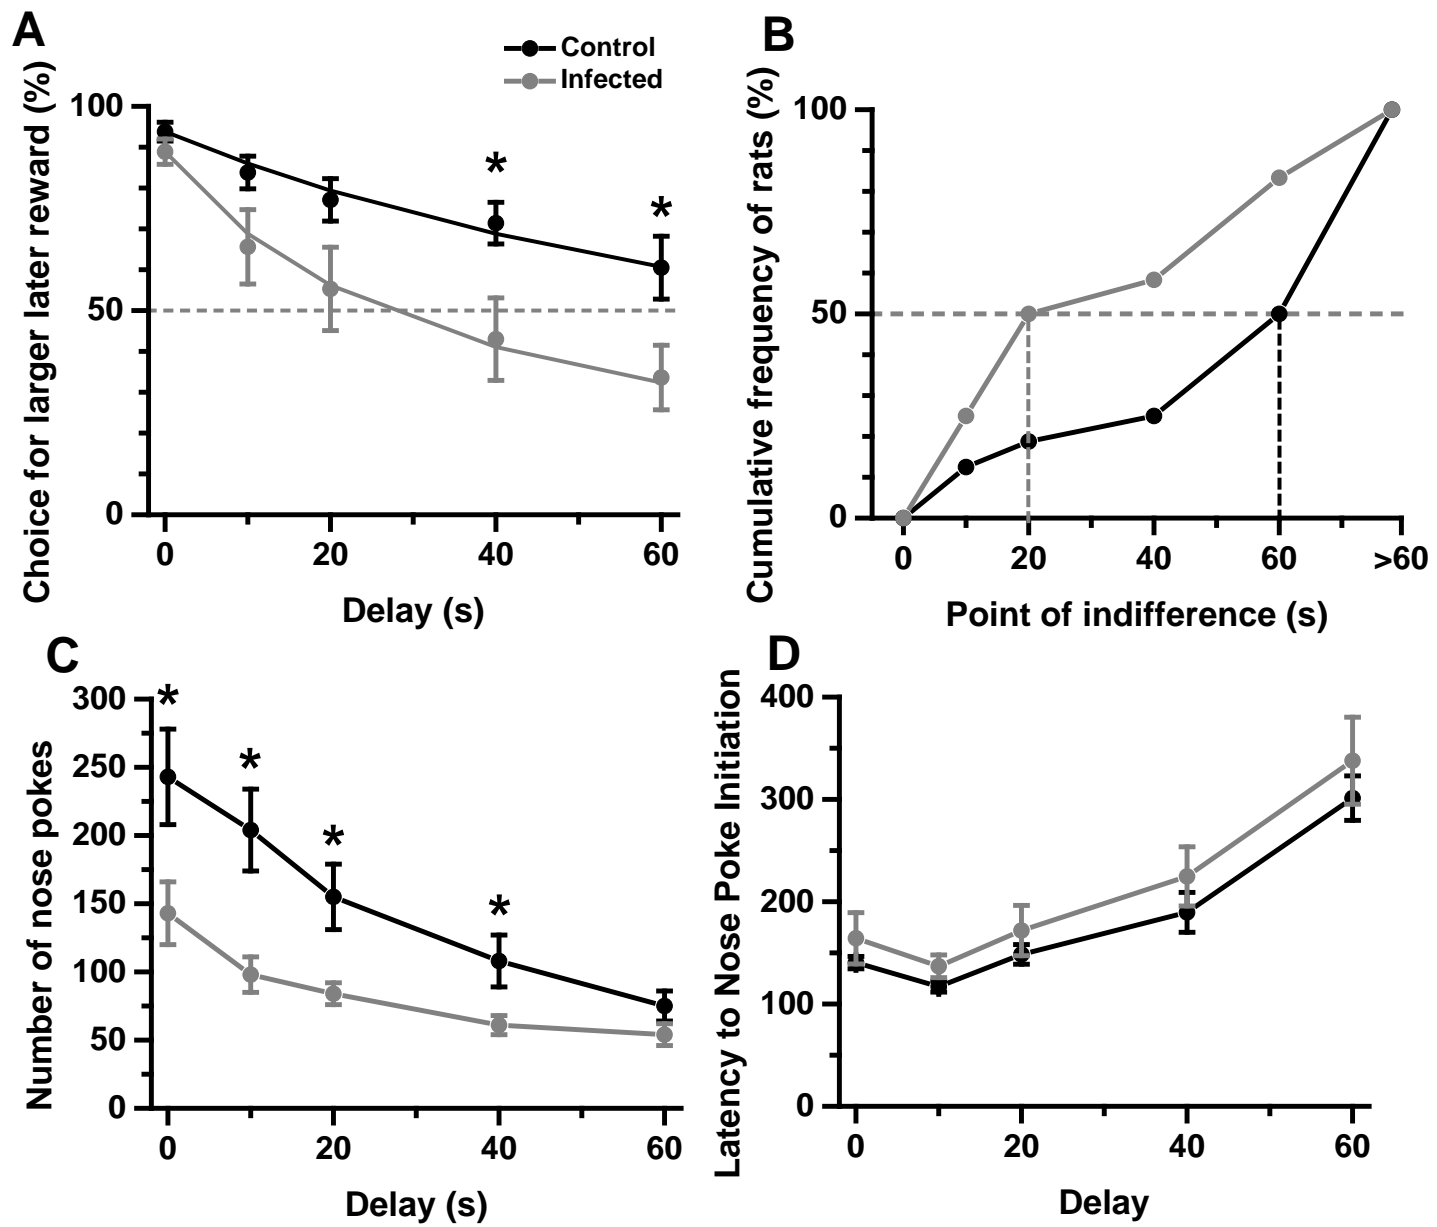 A
Control
Infected
Choice for larger later reward (%)
100
50
0
*
*
0 20 40 60
Delay (s)
B
Cumulative frequency of rats (%)
100
50
0
0 20 40 60 >60
Point of indifference (s)
C
Number of nose pokes
300
250
200
150
100
50
0
*
*
*
*
0 20 40 60
Delay (s)
D
Latency to Nose Poke Initiation
400
300
200
100
0
0 20 40 60
Delay